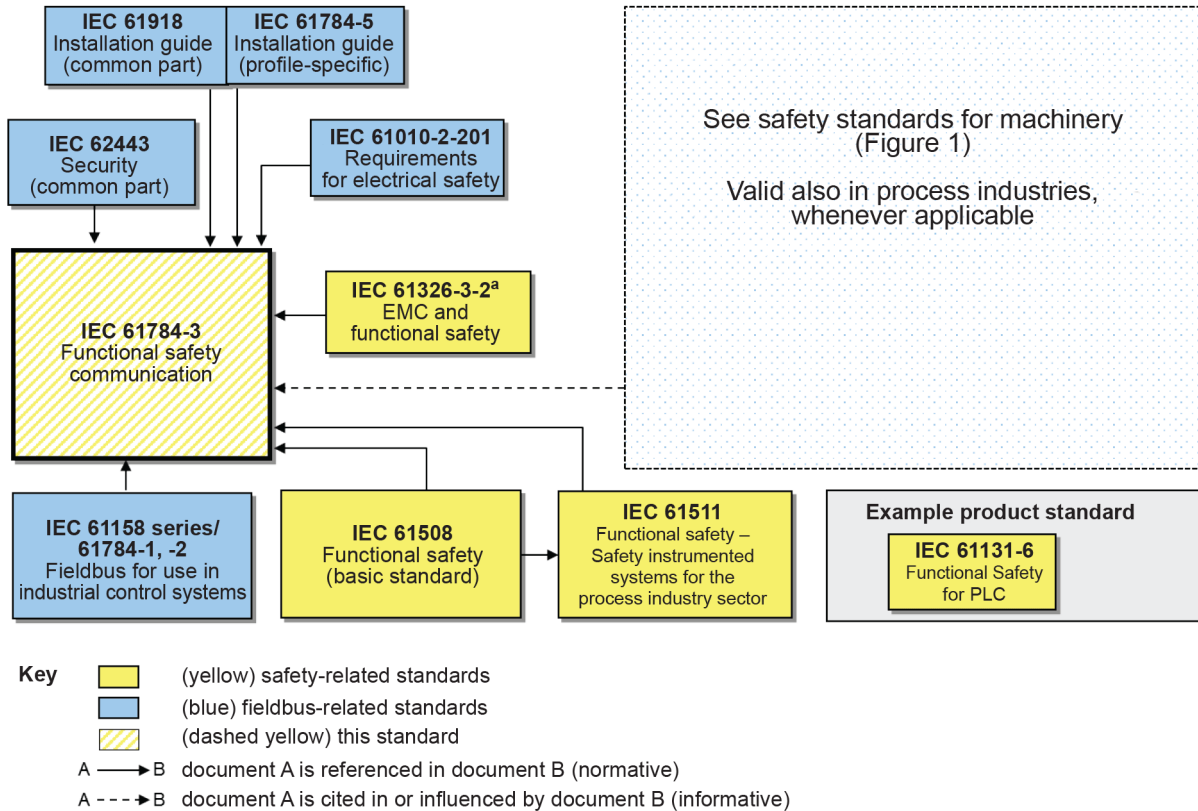 IEC 61918
Installation guide
(common part)
IEC 61784-5
Installation guide
(profile-specific)
See safety standards for machinery
(Figure 1)
Valid also in process industries,
whenever applicable
IEC 62443
Security
(common part)
IEC 61010-2-201
Requirements
for electrical safety
IEC 61784-3
Functional safety
communication
IEC 61326-3-2a
EMC and
functional safety
IEC 61158 series/
61784-1, -2
Fieldbus for use in
industrial control systems
IEC 61508
Functional safety
(basic standard)
IEC 61511
Functional safety –
Safety instrumented
systems for the
process industry sector
Example product standard
IEC 61131-6
Functional Safety
for PLC
Key
(yellow) safety-related standards
(blue) fieldbus-related standards
(dashed yellow) this standard
A B document A is referenced in document B (normative)
A B document A is cited in or influenced by document B (informative)